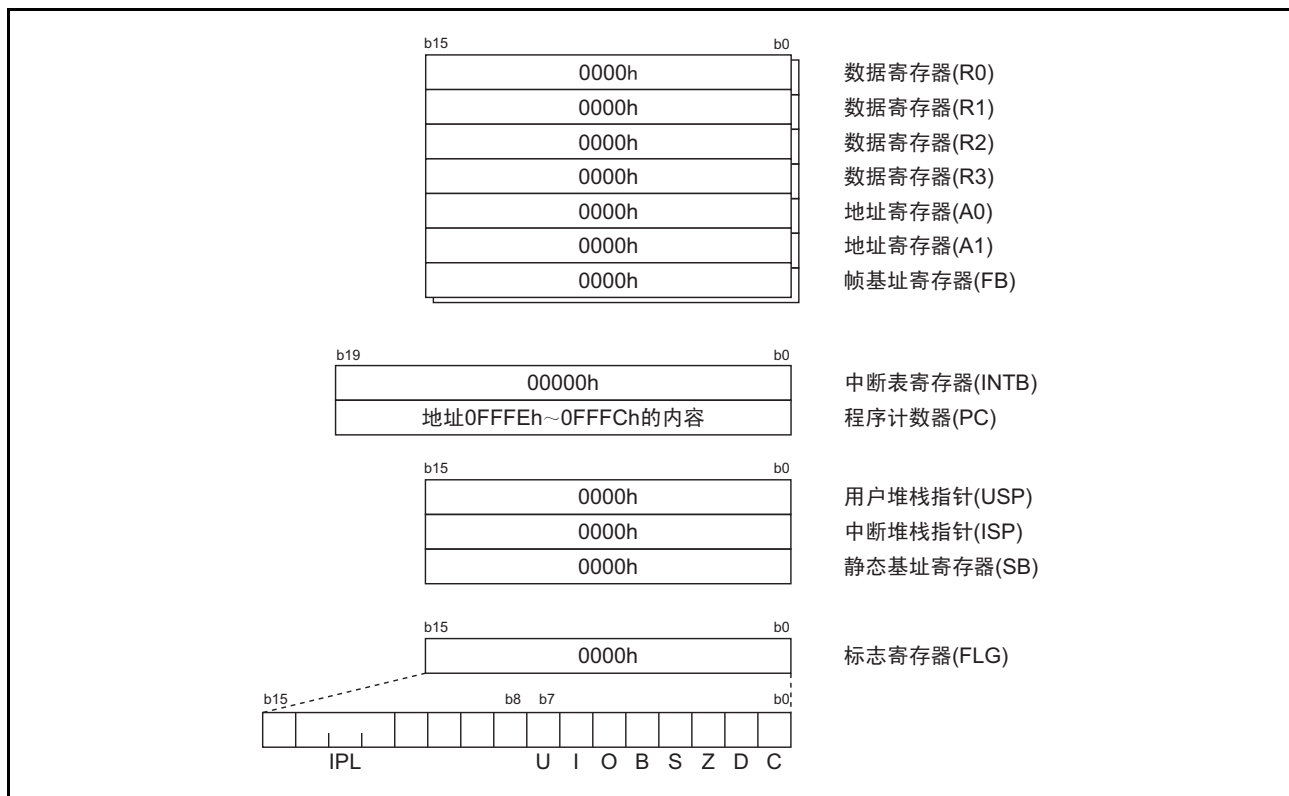 b15 b0
0000h 数据寄存器(R0)
0000h 数据寄存器(R1)
0000h 数据寄存器(R2)
0000h 数据寄存器(R3)
0000h 地址寄存器(A0)
0000h 地址寄存器(A1)
0000h 帧基址寄存器(FB)
b19 b0
00000h 中断表寄存器(INTB)
地址0FFFEh～0FFFCh的内容 程序计数器(PC)
b15 b0
0000h 用户堆栈指针(USP)
0000h 中断堆栈指针(ISP)
0000h 静态基址寄存器(SB)
b15 b0
0000h 标志寄存器(FLG)
b15 b8 b7 b0
IPL U I O B S Z D C